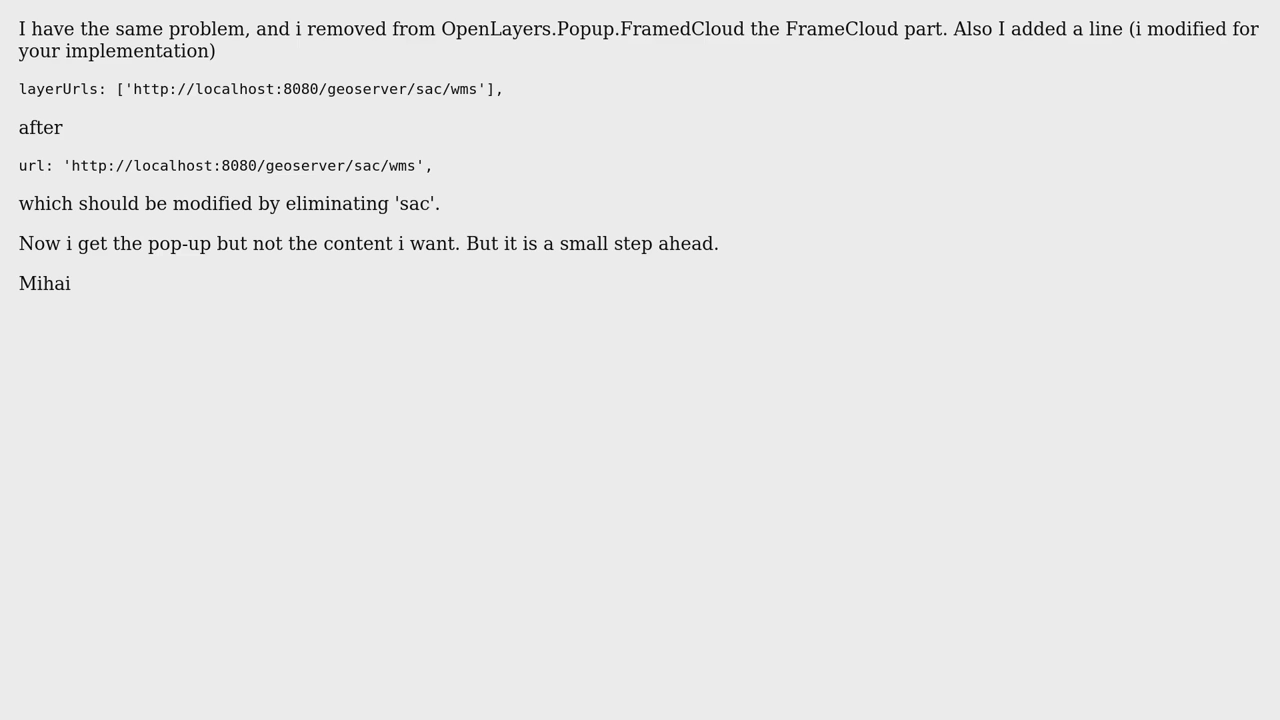 I have the same problem, and i removed from OpenLayers.Popup.FramedCloud the FrameCloud part. Also I added a line (i modified for
your implementation)
layerUrls: ['http://localhost:8080/geoserver/sac/wms'],
after
url: 'http://localhost:8080/geoserver/sac/wms',
which should be modified by eliminating 'sac'.
Now i get the pop-up but not the content i want. But it is a small step ahead.
Mihai